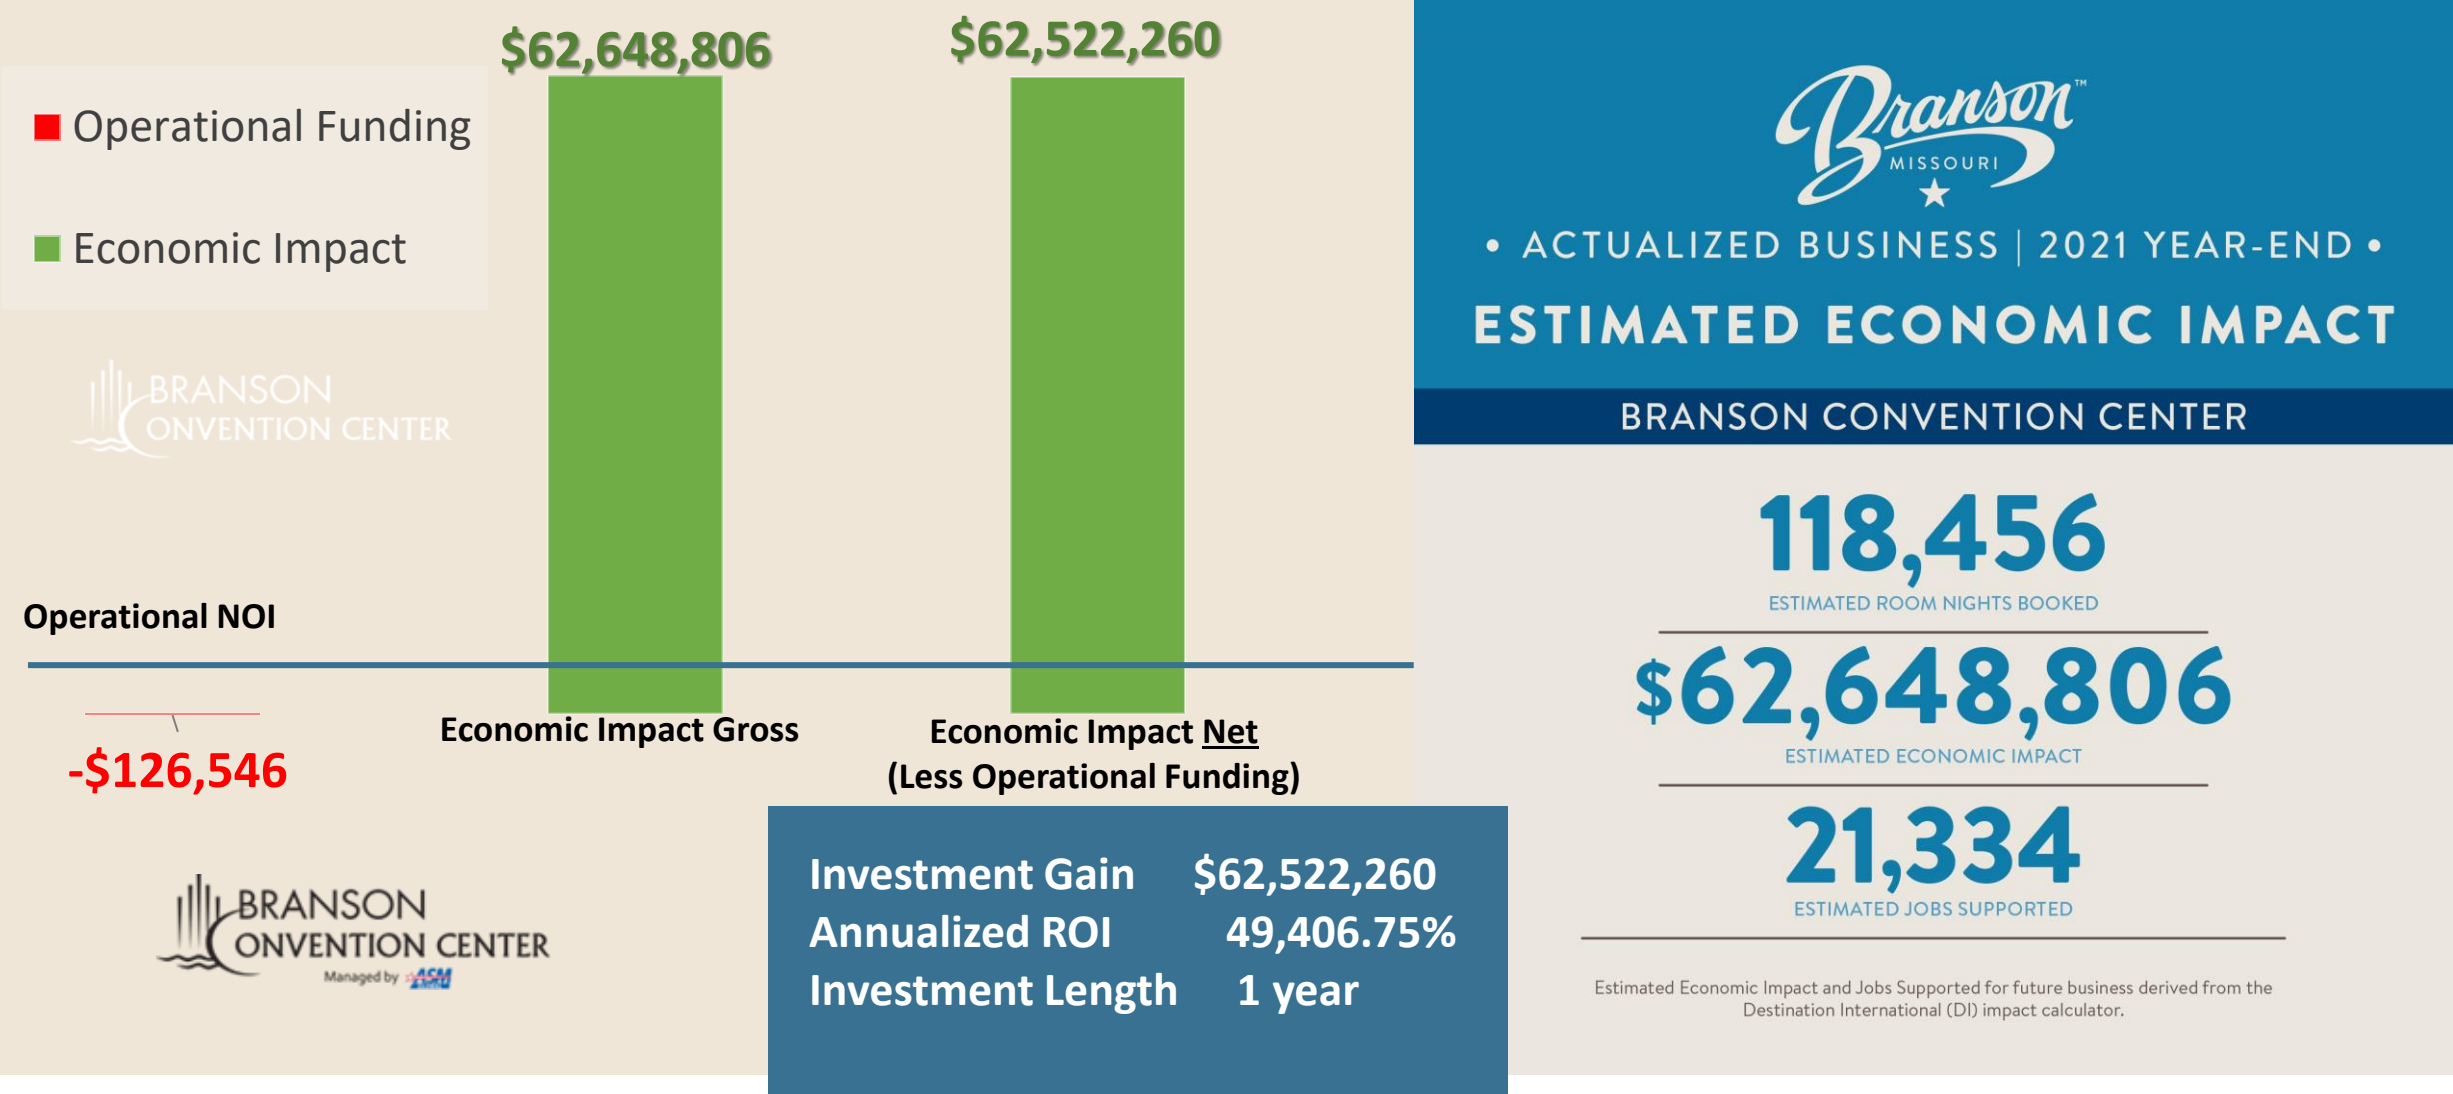 $62,648,806
$62,522,260
Operational Funding
Economic Impact
BRANSON
ONVENTION CENTER
Operational NOI
-$126,546
Economic Impact Gross
Economic Impact Net
(Less Operational Funding)
BRANSON
ONVENTION CENTER
Managed by ASM
Investment Gain $62,522,260
Annualized ROI 49,406.75%
Investment Length 1 year
Branson™
MISSOURI
• ACTUALIZED BUSINESS | 2021 YEAR-END •
ESTIMATED ECONOMIC IMPACT
BRANSON CONVENTION CENTER
118,456
ESTIMATED ROOM NIGHTS BOOKED
$62,648,806
ESTIMATED ECONOMIC IMPACT
21,334
ESTIMATED JOBS SUPPORTED
Estimated Economic Impact and Jobs Supported for future business derived from the
Destination International (DI) impact calculator.